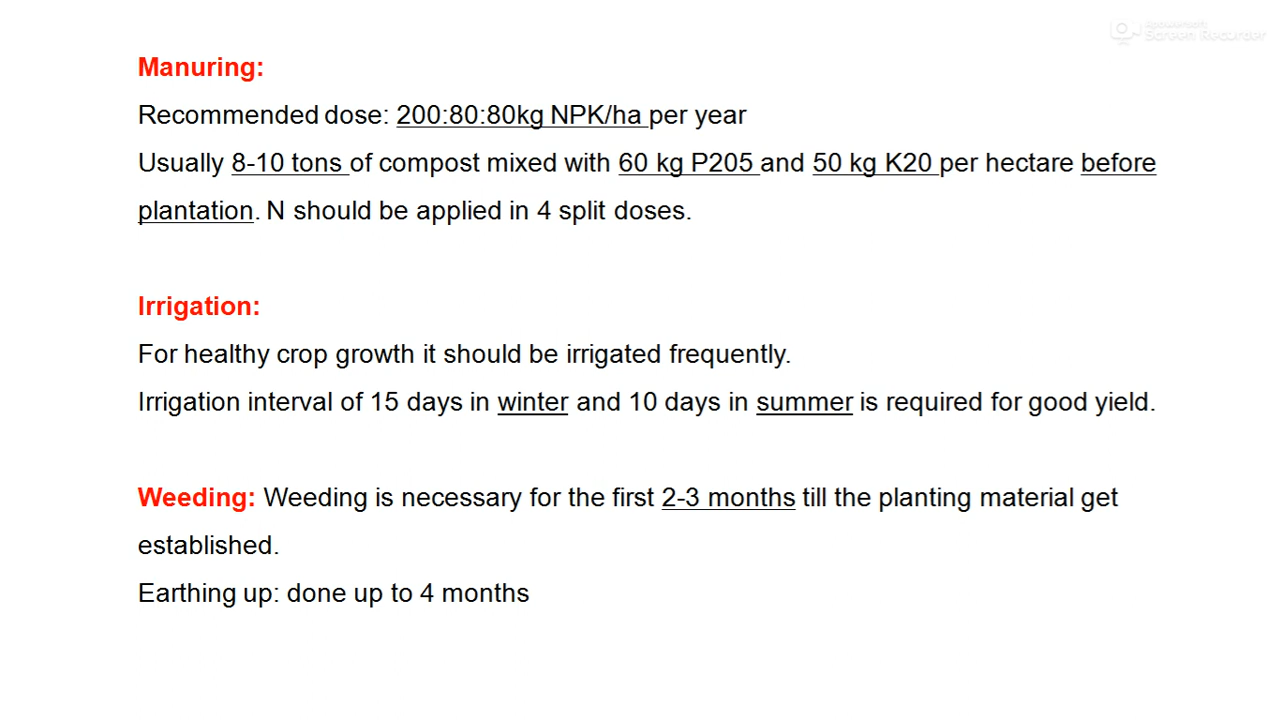 Apowersoft
Screen Recorder
Manuring:
Recommended dose: 200:80:80kg NPK/ha per year
Usually 8-10 tons of compost mixed with 60 kg P205 and 50 kg K20 per hectare before
plantation. N should be applied in 4 split doses.
Irrigation:
For healthy crop growth it should be irrigated frequently.
Irrigation interval of 15 days in winter and 10 days in summer is required for good yield.
Weeding: Weeding is necessary for the first 2-3 months till the planting material get
established.
Earthing up: done up to 4 months